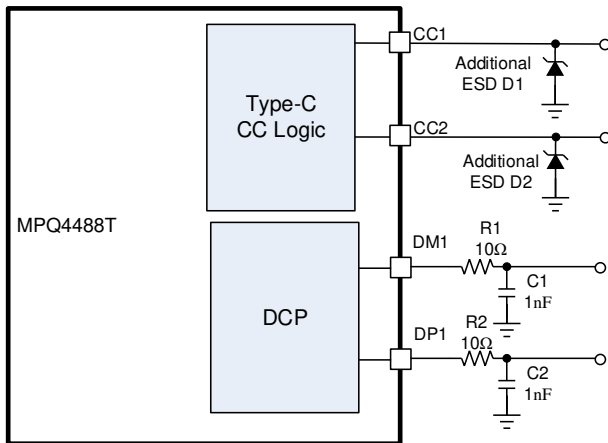 CC1
Additional
ESD D1
Type-C
CC Logic
CC2
Additional
ESD D2
MPQ4488T
DM1
R1
10Ω
C1
1nF
DCP
DP1
R2
10Ω
C2
1nF